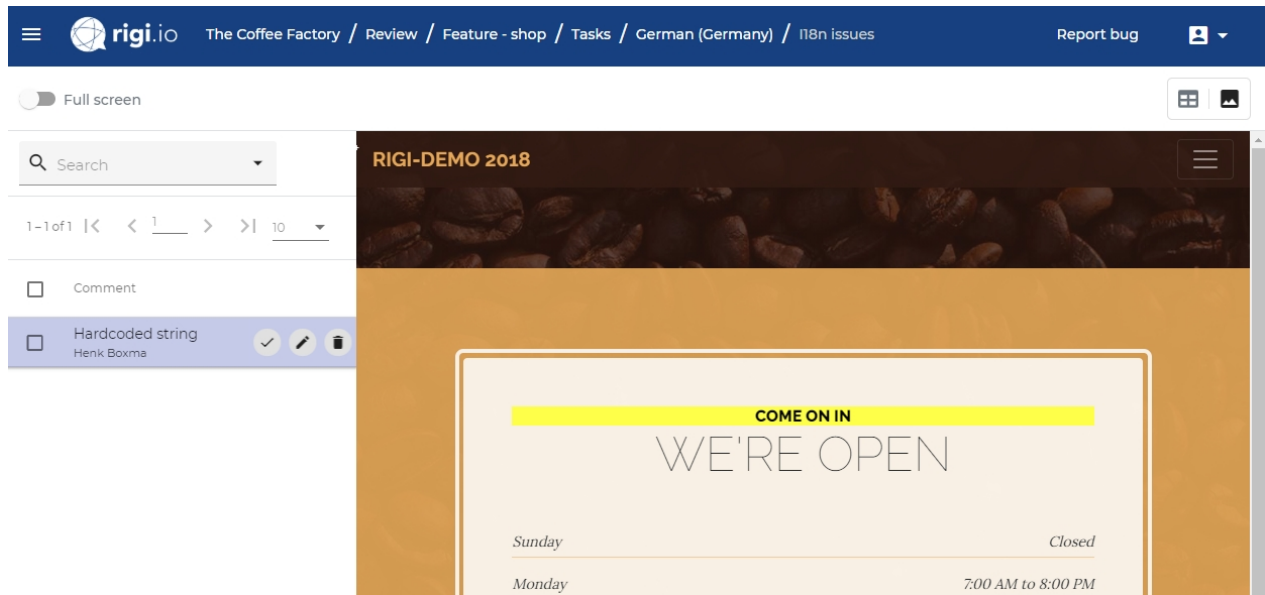 rigi.io The Coffee Factory / Review / Feature - shop / Tasks / German (Germany) / I18n issues Report bug
Full screen
Search
1-1 of 1 |< < 1 > >| 10
Comment
Hardcoded string
Henk Boxma
RIGI-DEMO 2018
COME ON IN
WE'RE OPEN
Sunday Closed
Monday 7:00 AM to 8:00 PM